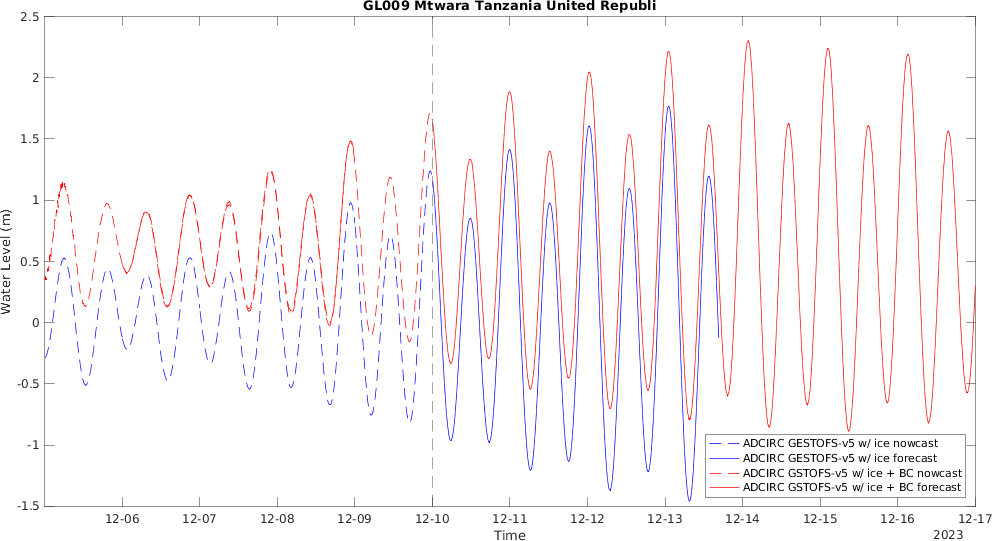 GL009 Mtwara Tanzania United Republi
2.5
2
1.5
1
0.5
0
-0.5
-1
-1.5
Water Level (m)
ADCIRC GESTOFS-v5 w/ ice nowcast
ADCIRC GESTOFS-v5 w/ ice forecast
ADCIRC GSTOFS-v5 w/ ice + BC nowcast
ADCIRC GSTOFS-v5 w/ ice + BC forecast
12-06 12-07 12-08 12-09 12-10 12-11 12-12 12-13 12-14 12-15 12-16 12-17
Time
2023